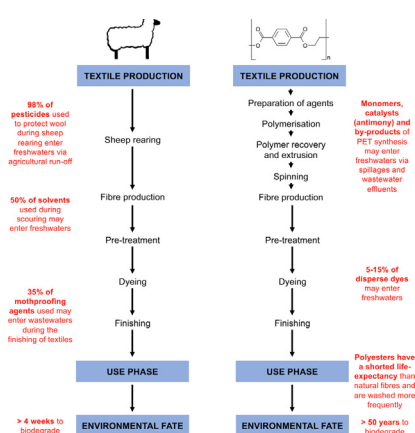 O
O
O
O
n
TEXTILE PRODUCTION
TEXTILE PRODUCTION
98% of
pesticides used
to protect wool
during sheep
rearing enter
freshwaters via
agricultural run-off
Sheep rearing
50% of solvents
used during
scouring may
enter freshwaters
Fibre production
Pre-treatment
Dyeing
35% of
mothproofing
agents used may
enter wastewaters
during the
finishing of textiles
Finishing
USE PHASE
> 4 weeks to
biodegrade
ENVIRONMENTAL FATE
Preparation of agents
Polymerisation
Polymer recovery
and extrusion
Spinning
Fibre production
Pre-treatment
Dyeing
Finishing
USE PHASE
ENVIRONMENTAL FATE
Monomers,
catalysts
(antimony) and
by-products of
PET synthesis
may enter
freshwaters via
spillages and
wastewater
effluents
5-15% of
disperse dyes
may enter
freshwaters
Polyesters have
a shorted life-
expectancy than
natural fibres and
are washed more
frequently
> 50 years to
biodegrade